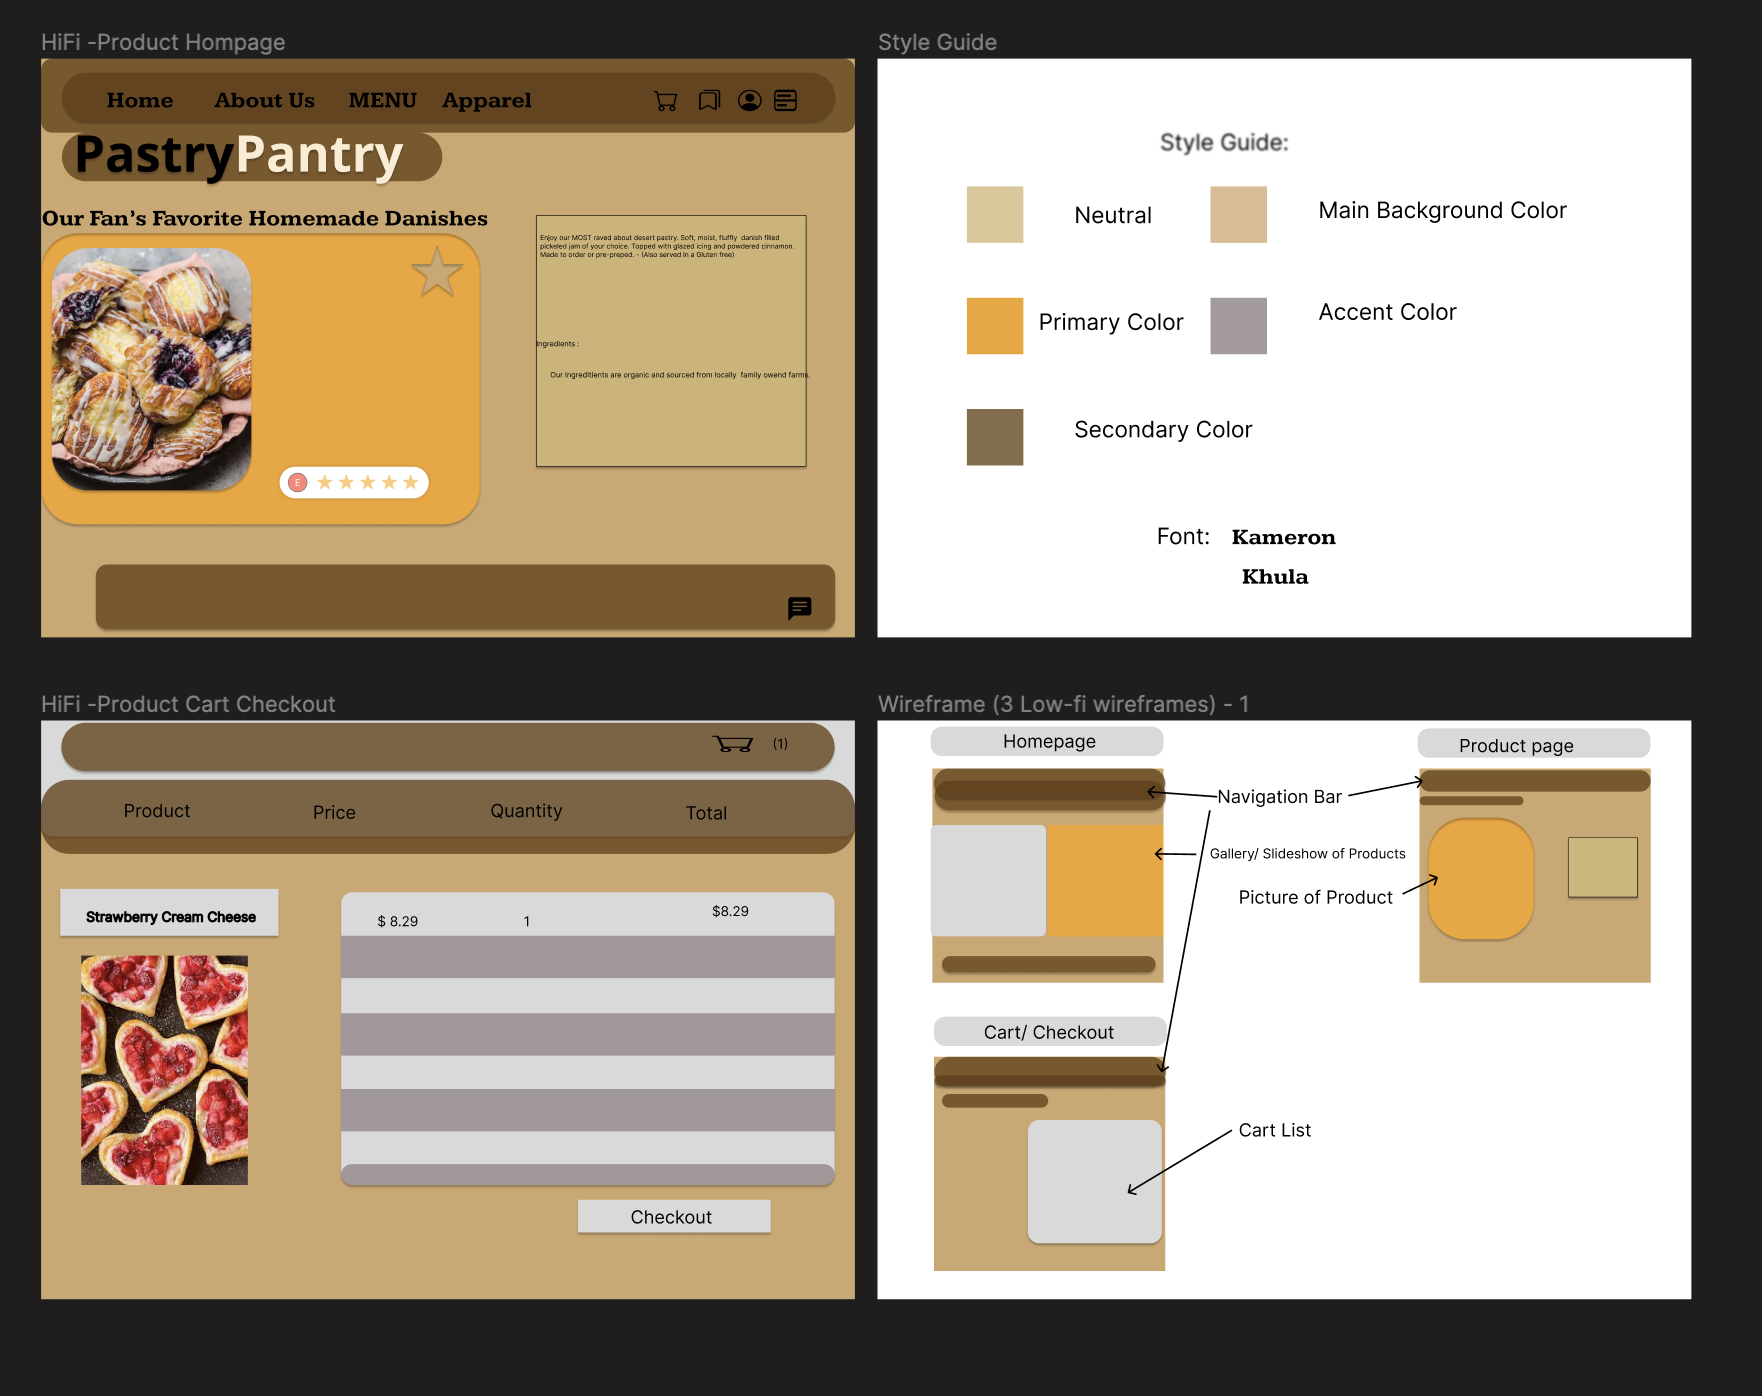 HiFi -Product Hompage
Home About Us MENU Apparel
PastryPantry
Our Fan's Favorite Homemade Danishes
Enjoy our MOST raved about desert pastry. Soft, moist, fluffly danish filled
pickeled jam of your choice. Topped with glazed icing and powdered cinnamon.
Made to order or pre-preped. - (Also served in a Gluten free)
Ingredients :
Our Ingreditients are organic and sourced from locally family owend farms.
E
Style Guide
Style Guide:
Neutral
Main Background Color
Primary Color
Accent Color
Secondary Color
Font: Kameron
Khula
HiFi -Product Cart Checkout
(1)
Product Price Quantity Total
Strawberry Cream Cheese
$ 8.29 1 $8.29
Checkout
Wireframe (3 Low-fi wireframes) - 1
Homepage
Product page
Navigation Bar
Gallery/ Slideshow of Products
Picture of Product
Cart/ Checkout
Cart List